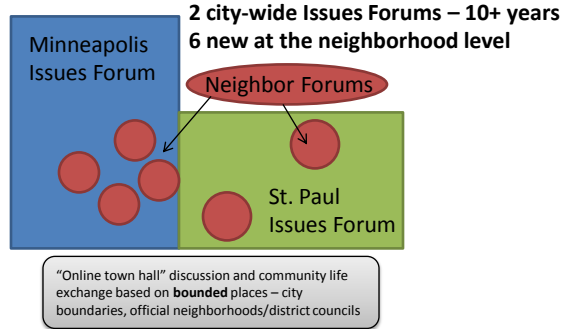 2 city-wide Issues Forums – 10+ years
6 new at the neighborhood level
Minneapolis
Issues Forum
Neighbor Forums
St. Paul
Issues Forum
“Online town hall” discussion and community life
exchange based on bounded places – city
boundaries, official neighborhoods/district councils